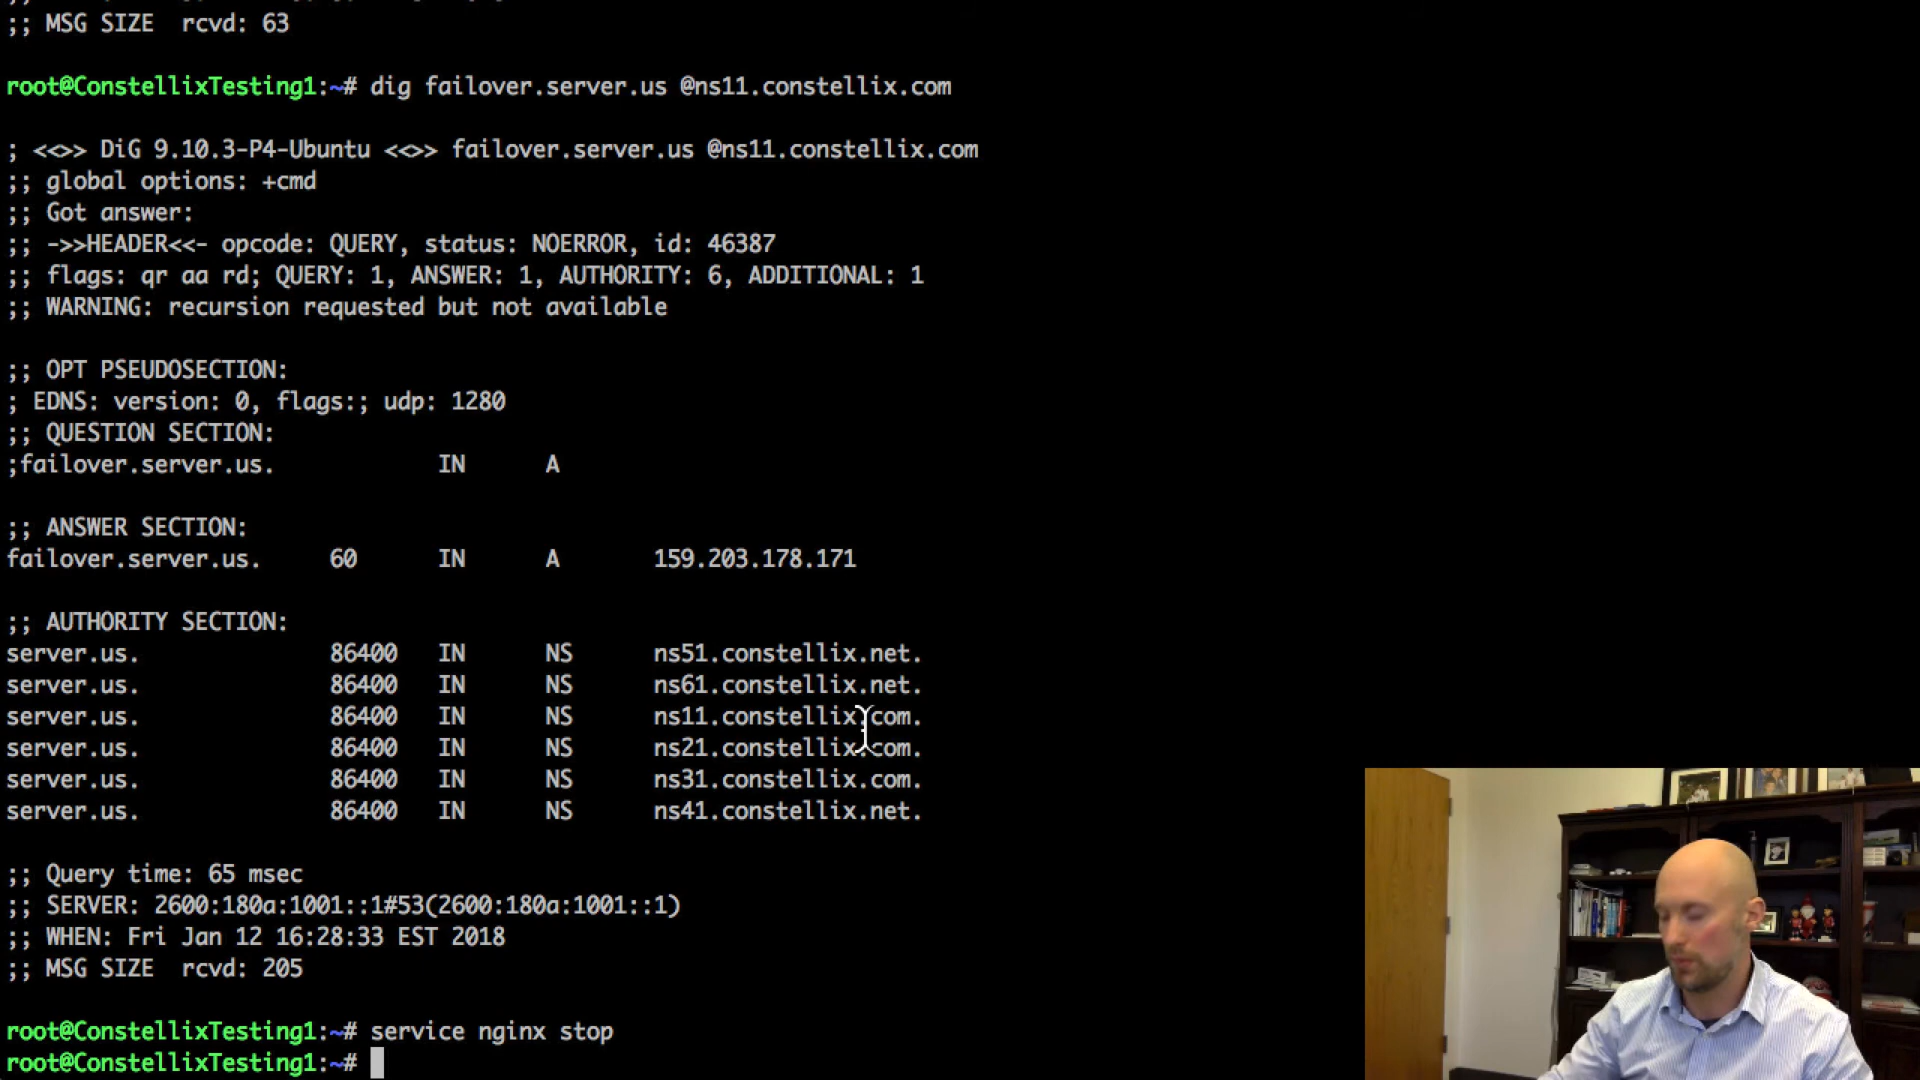 ;; MSG SIZE  rcvd: 63
root@ConstellixTesting1:~# dig failover.server.us @ns11.constellix.com
; <<>> DiG 9.10.3-P4-Ubuntu <<>> failover.server.us @ns11.constellix.com
;; global options: +cmd
;; Got answer:
;; ->>HEADER<<- opcode: QUERY, status: NOERROR, id: 46387
;; flags: qr aa rd; QUERY: 1, ANSWER: 1, AUTHORITY: 6, ADDITIONAL: 1
;; WARNING: recursion requested but not available
;; OPT PSEUDOSECTION:
; EDNS: version: 0, flags:; udp: 1280
;; QUESTION SECTION:
;failover.server.us. IN A
;; ANSWER SECTION:
failover.server.us. 60 IN A 159.203.178.171
;; AUTHORITY SECTION:
server.us. 86400 IN NS ns51.constellix.net.
server.us. 86400 IN NS ns61.constellix.net.
server.us. 86400 IN NS ns11.constellix.com.
server.us. 86400 IN NS ns21.constellix.com.
server.us. 86400 IN NS ns31.constellix.com.
server.us. 86400 IN NS ns41.constellix.net.
;; Query time: 65 msec
;; SERVER: 2600:180a:1001::1#53(2600:180a:1001::1)
;; WHEN: Fri Jan 12 16:28:33 EST 2018
;; MSG SIZE  rcvd: 205
root@ConstellixTesting1:~# service nginx stop
root@ConstellixTesting1:~#